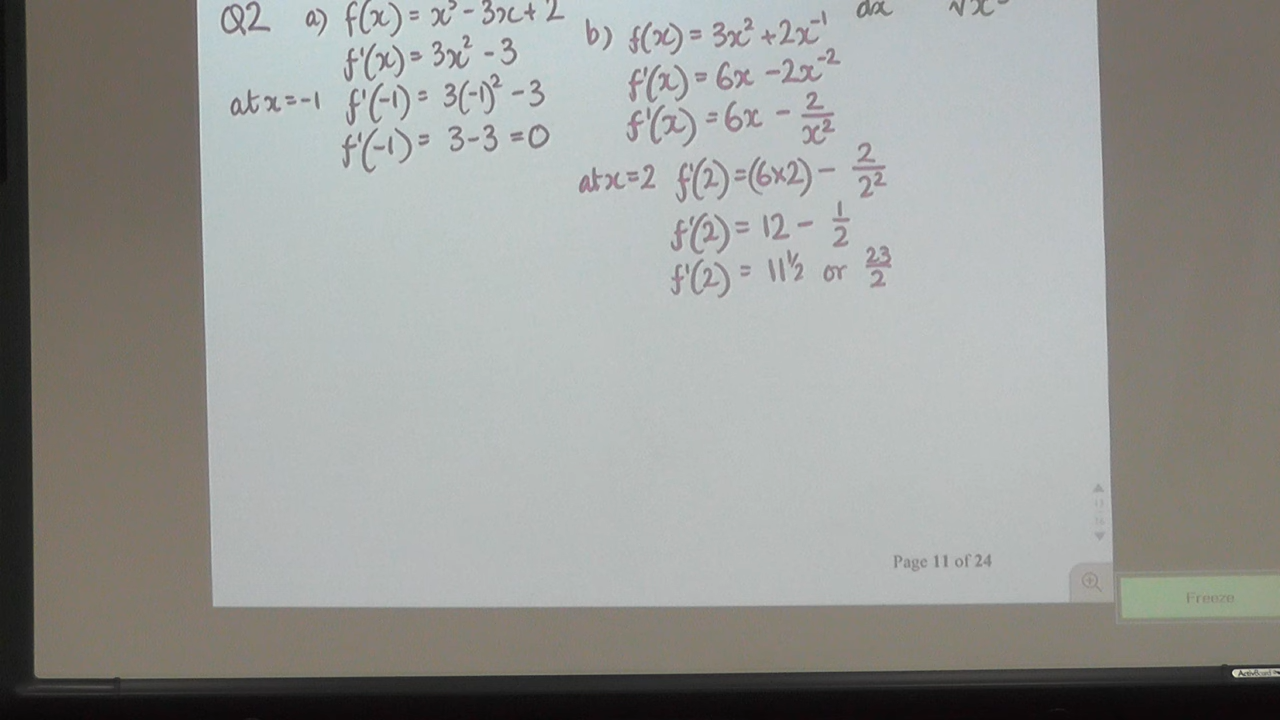 Q2 a) f(x) = x³ - 3x + 2
f'(x) = 3x² - 3
at x = -1 f'(-1) = 3(-1)² - 3
f'(-1) = 3 - 3 = 0
b) f(x) = 3x² + 2x⁻¹
f'(x) = 6x - 2x⁻²
f'(x) = 6x - 2/x²
at x = 2 f'(2) = (6×2) - 2/2²
f'(2) = 12 - 1/2
f'(2) = 11½ or 23/2
dx
Page 11 of 24
Freeze